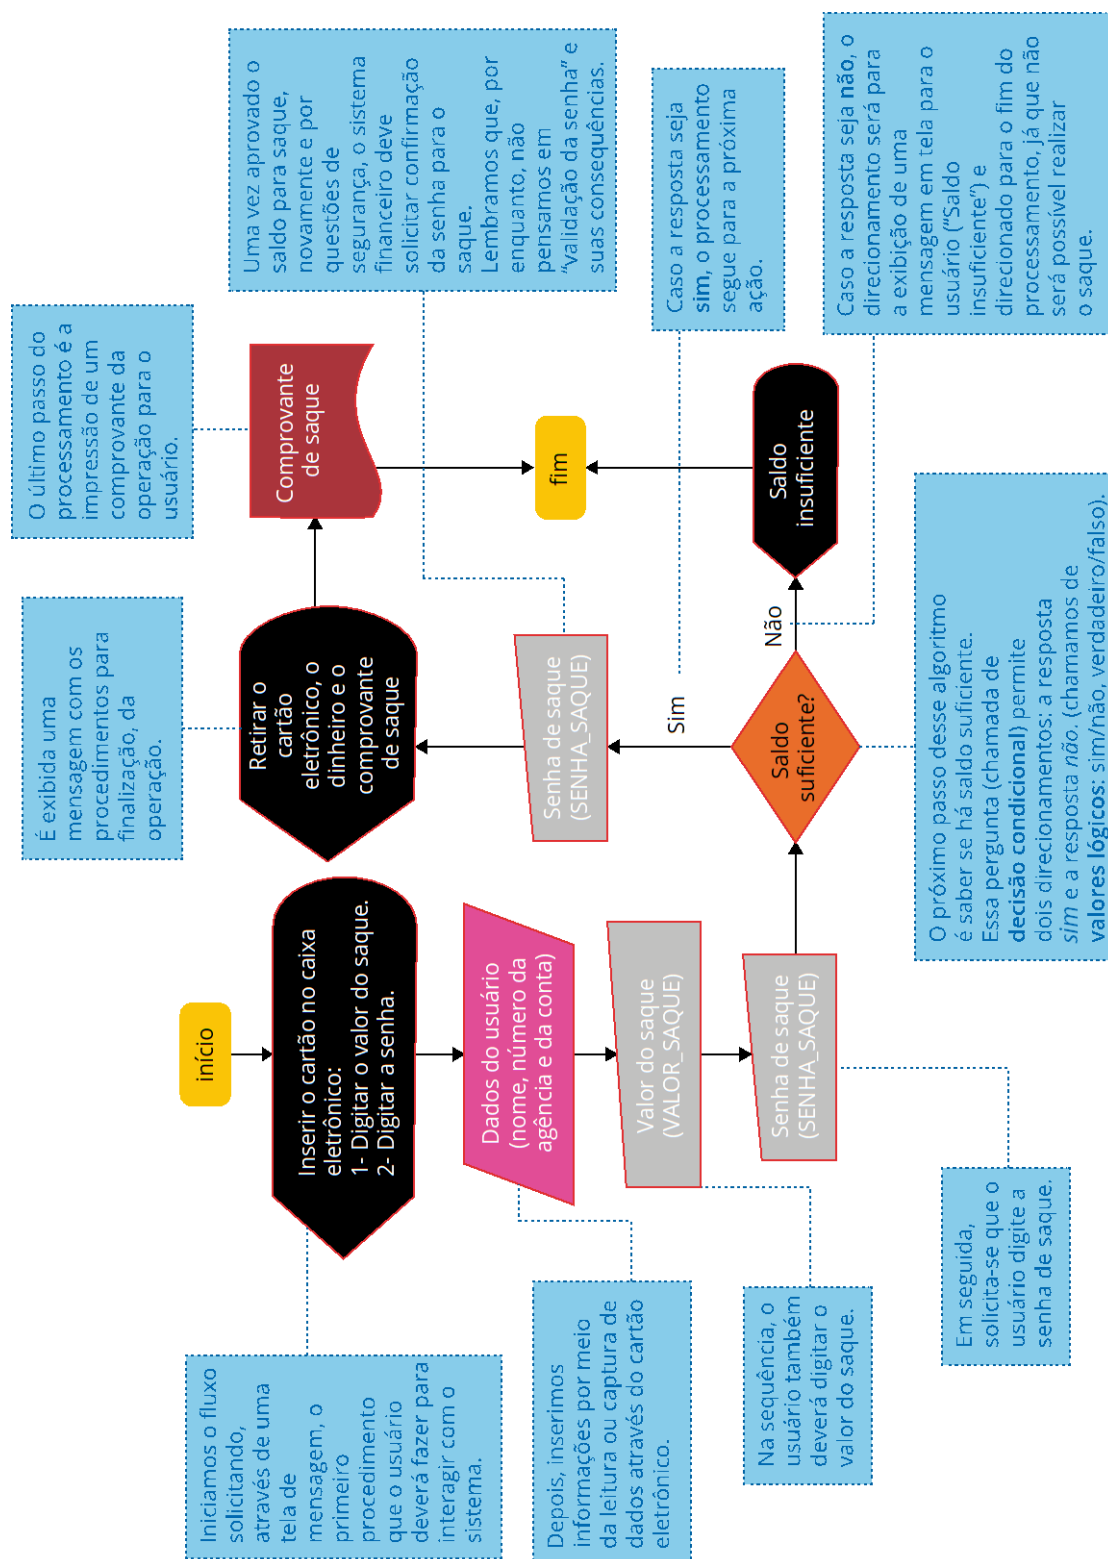 início
Inserir o cartão no caixa
eletrônico:
1- Digitar o valor do saque.
2- Digitar a senha.
Iniciamos o fluxo
solicitando,
através de uma
tela de
mensagem, o
primeiro
procedimento
que o usuário
deverá fazer para
interagir com o
sistema.
Dados do usuário
(nome, número da
agência e da conta)
Depois, inserimos
informações por meio
da leitura ou captura de
dados através do cartão
eletrônico.
Valor do saque
(VALOR_SAQUE)
Na sequência, o
usuário também
deverá digitar o
valor do saque.
Senha de saque
(SENHA_SAQUE)
Em seguida,
solicita-se que o
usuário digite a
senha de saque.
Saldo
suficiente?
O próximo passo desse algoritmo
é saber se há saldo suficiente.
Essa pergunta (chamada de
decisão condicional) permite
dois direcionamentos: a resposta
sim e a resposta não. (chamamos de
valores lógicos: sim/não, verdadeiro/falso).
Sim
Caso a resposta seja
sim, o processamento
segue para a próxima
ação.
Não
Caso a resposta seja não, o
direcionamento será para
a exibição de uma
mensagem em tela para o
usuário (“Saldo
insuficiente”) e
direcionado para o fim do
processamento, já que não
será possível realizar
o saque.
Saldo
insuficiente
Senha de saque
(SENHA_SAQUE)
Uma vez aprovado o
saldo para saque,
novamente e por
questões de
segurança, o sistema
financeiro deve
solicitar confirmação
da senha para o
saque.
Lembramos que, por
enquanto, não
pensamos em
“validação da senha” e
suas consequências.
Retirar o
cartão
eletrônico, o
dinheiro e o
comprovante
de saque
É exibida uma
mensagem com os
procedimentos para
finalização, da
operação.
Comprovante
de saque
O último passo do
processamento é a
impressão de um
comprovante da
operação para o
usuário.
fim